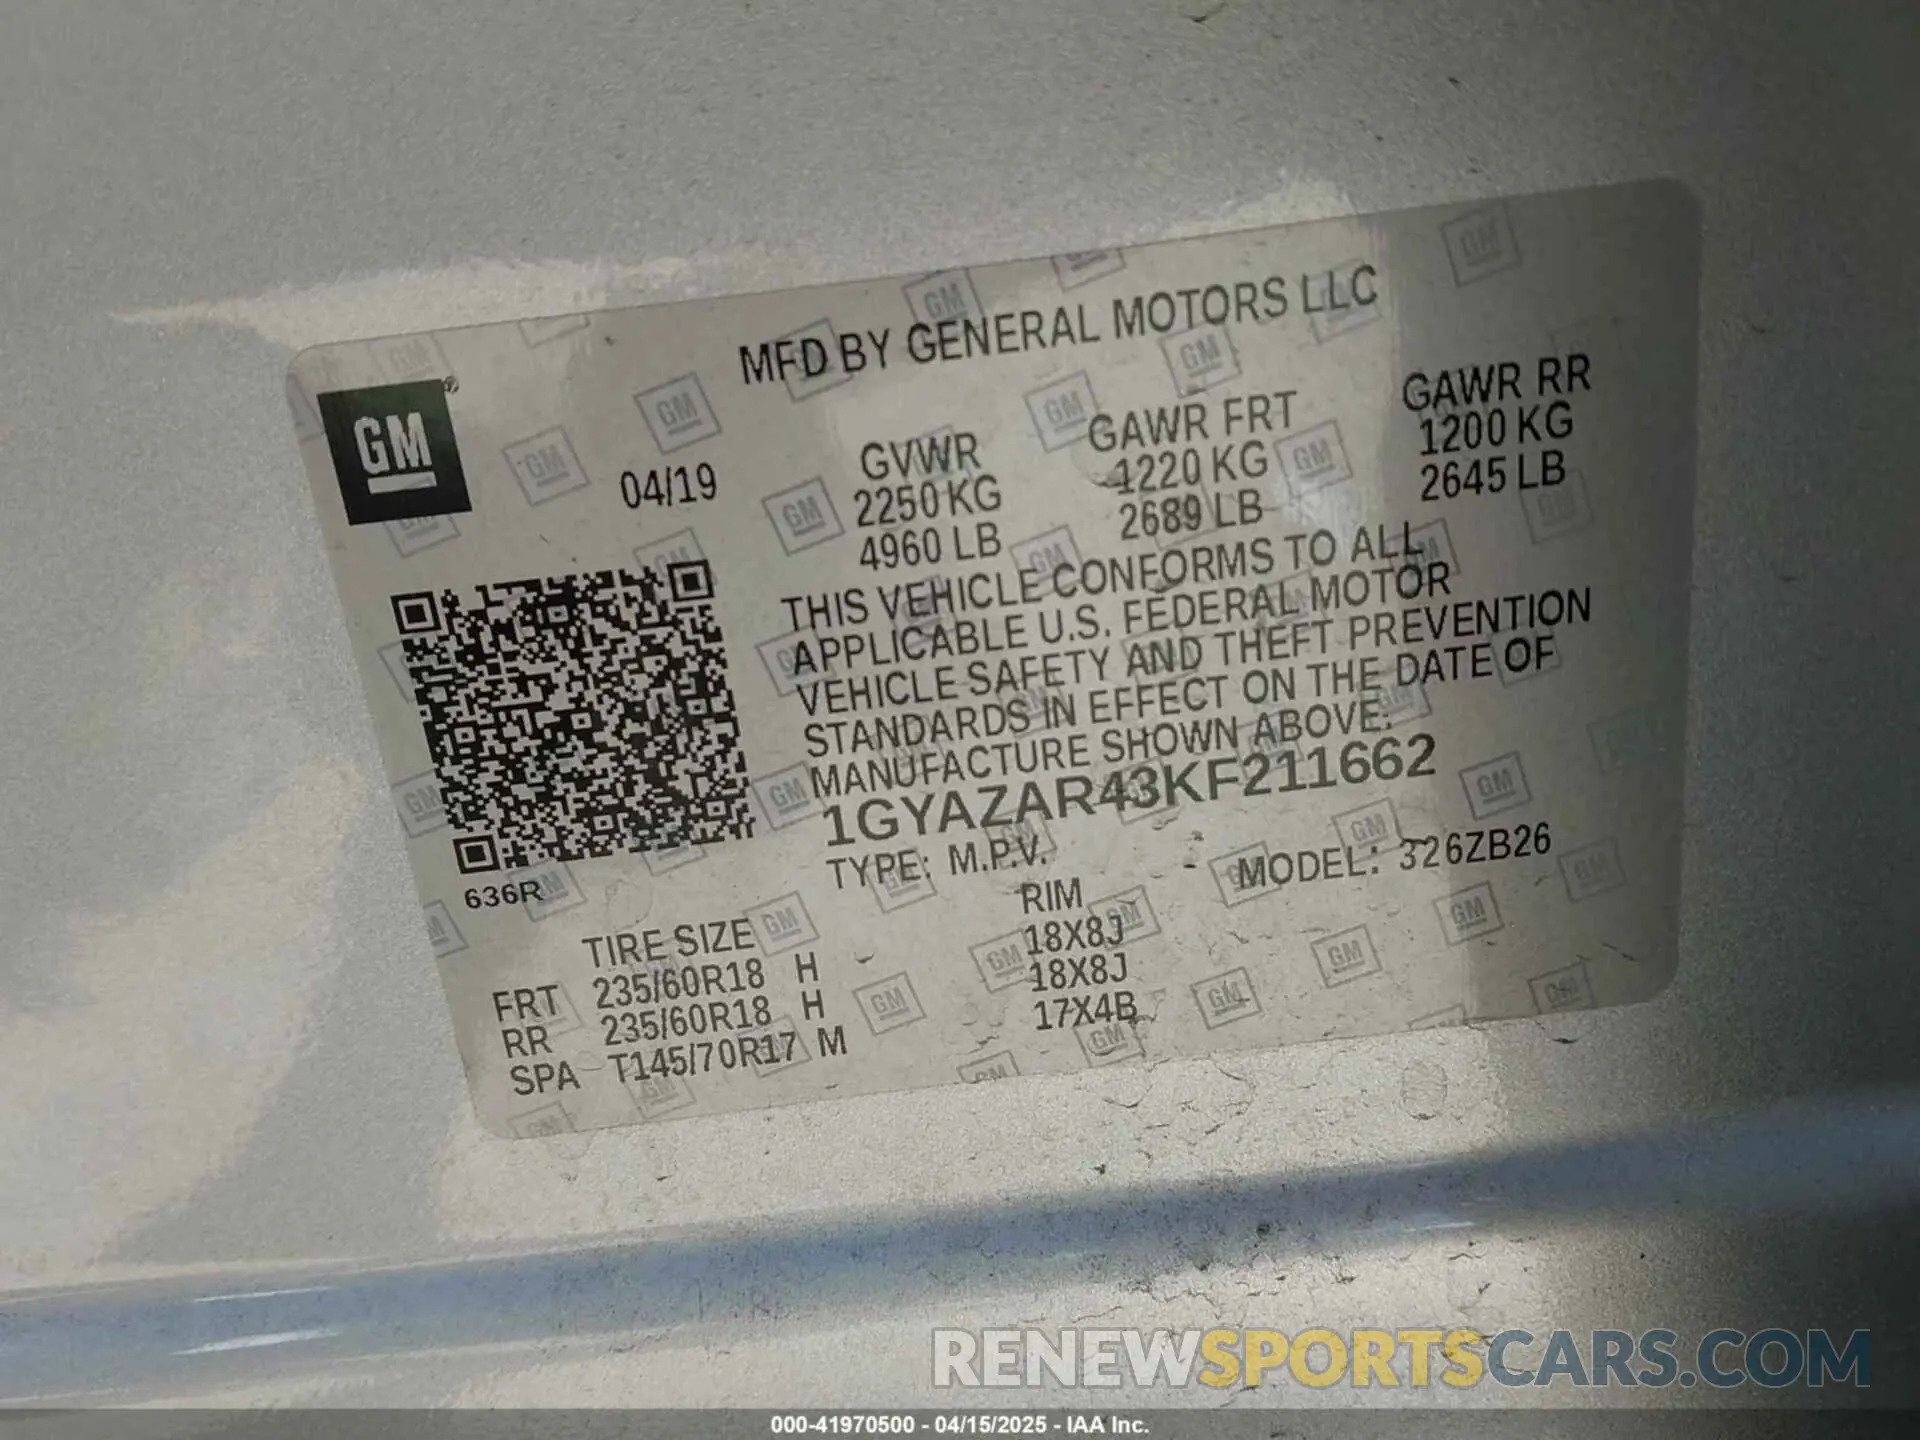 MFD BY GENERAL MOTORS LLC
GM®
04/19
GVWR
2250 KG
4960 LB
GAWR FRT
1220 KG
2689 LB
GAWR RR
1200 KG
2645 LB
THIS VEHICLE CONFORMS TO ALL
APPLICABLE U.S. FEDERAL MOTOR
VEHICLE SAFETY AND THEFT PREVENTION
STANDARDS IN EFFECT ON THE DATE OF
MANUFACTURE SHOWN ABOVE.
1GYAZAR43KF211662
TYPE: M.P.V. MODEL: 326ZB26
636R
TIRE SIZE RIM
FRT 235/60R18 H 18X8J
RR 235/60R18 H 18X8J
SPA T145/70R17 M 17X4B
RENEWSPORTSCARS.COM
000-41970500 - 04/15/2025 - IAA Inc.